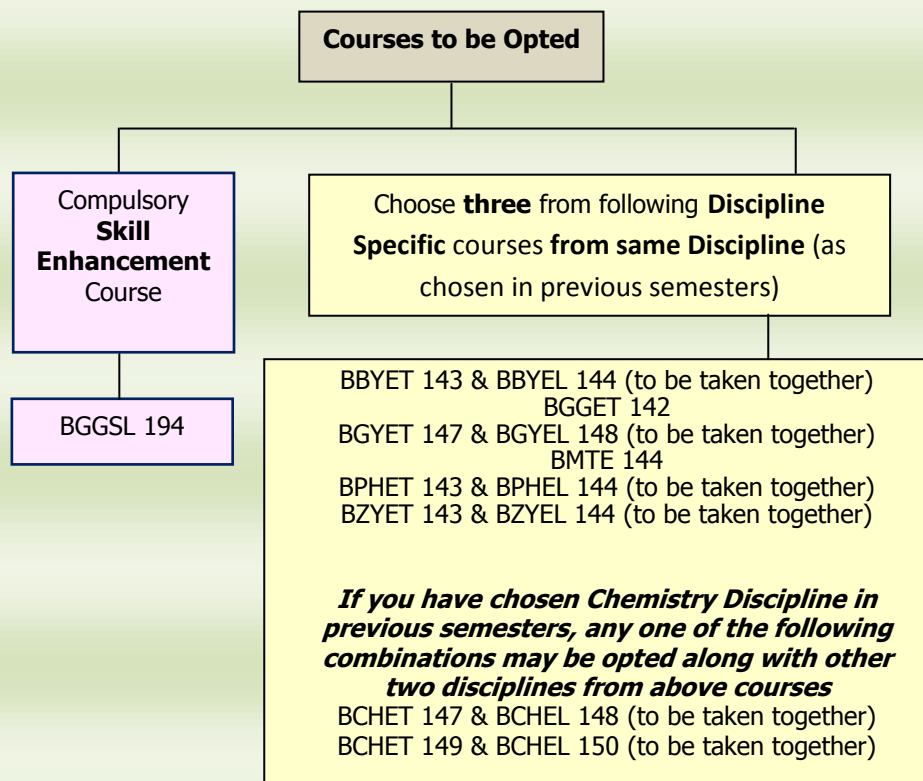 Courses to be Opted
Compulsory
Skill
Enhancement
Course
BGGSL 194
Choose three from following Discipline
Specific courses from same Discipline (as
chosen in previous semesters)
BBYET 143 & BBYEL 144 (to be taken together)
BGGET 142
BGYET 147 & BGYEL 148 (to be taken together)
BMTE 144
BPHET 143 & BPHEL 144 (to be taken together)
BZYET 143 & BZYEL 144 (to be taken together)
If you have chosen Chemistry Discipline in
previous semesters, any one of the following
combinations may be opted along with other
two disciplines from above courses
BCHET 147 & BCHEL 148 (to be taken together)
BCHET 149 & BCHEL 150 (to be taken together)